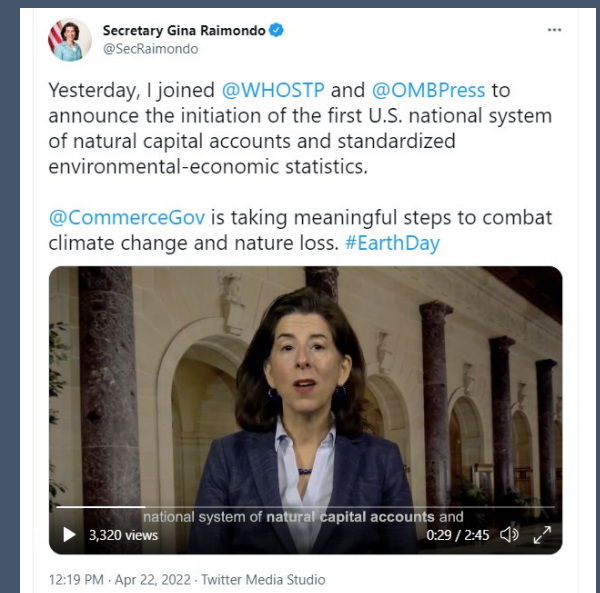 Secretary Gina Raimondo
@SecRaimondo
Yesterday, I joined @WHOSTP and @OMBPress to
announce the initiation of the first U.S. national system
of natural capital accounts and standardized
environmental-economic statistics.
@CommerceGov is taking meaningful steps to combat
climate change and nature loss. #EarthDay
national system of natural capital accounts and
3,320 views
0:29 / 2:45
12:19 PM · Apr 22, 2022 · Twitter Media Studio